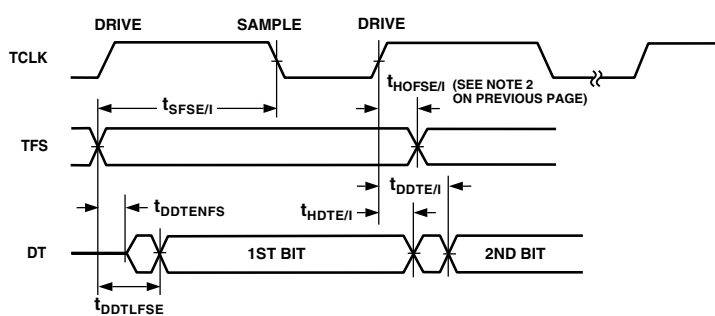 DRIVE SAMPLE DRIVE
TCLK
tSFSE/I
tHOFSE/I (SEE NOTE 2
ON PREVIOUS PAGE)
TFS
tDDTE/I
tDDTENFS
tHDTE/I
DT
1ST BIT
2ND BIT
tDDTLFSE